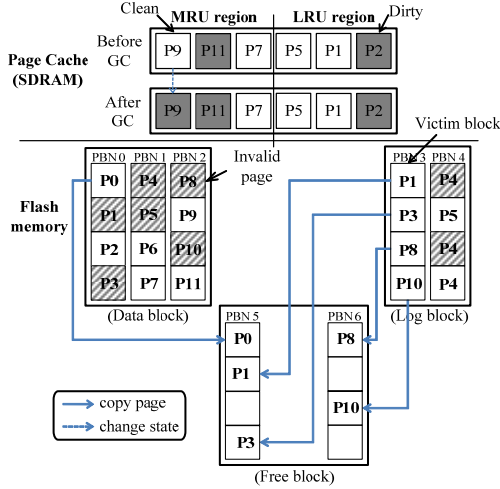 Clean
MRU region
LRU region
Dirty
Page Cache
(SDRAM)
Before
GC
P9 P11 P7 P5 P1 P2
After
GC
P9 P11 P7 P5 P1 P2
Victim block
Flash
memory
PBN 0 PBN 1 PBN 2
Invalid
page
PBN 3 PBN 4
P0 P4 P8
P1 P5 P9
P2 P6 P10
P3 P7 P11
P1 P4
P3 P5
P8 P4
P10 P4
(Data block)
(Log block)
PBN 5 PBN 6
P0 P8
P1
P10
P3
(Free block)
copy page
change state